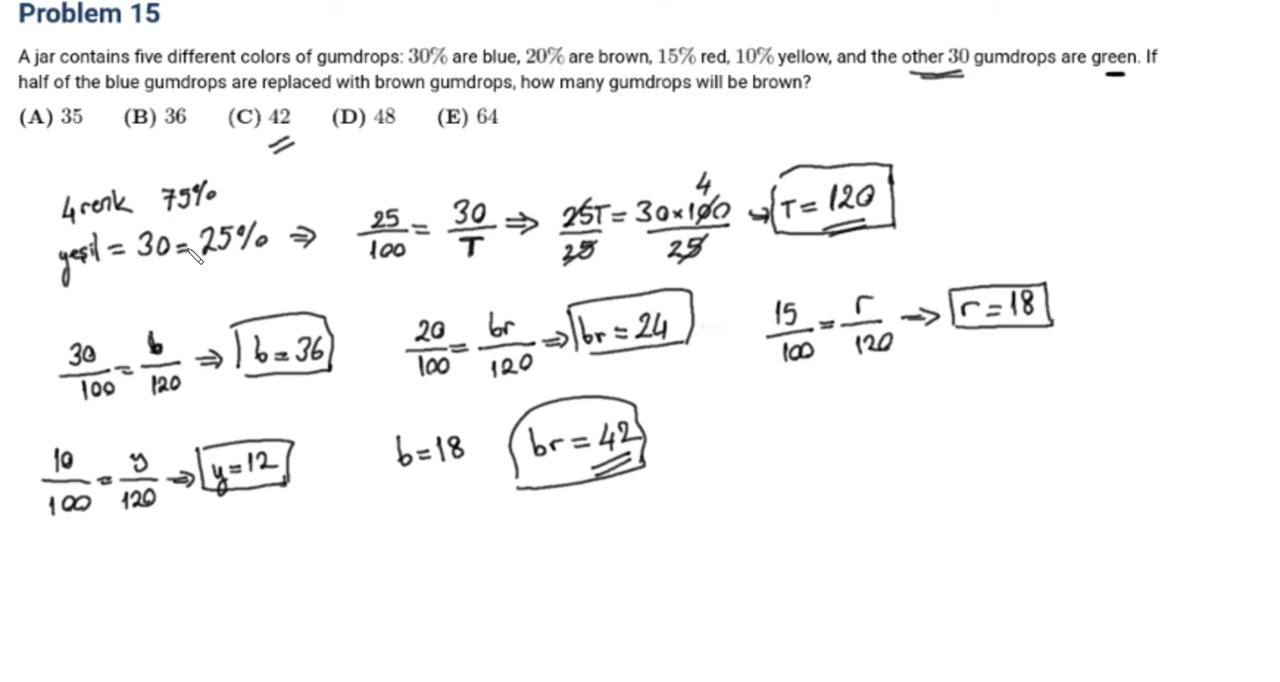 Problem 15
A jar contains five different colors of gumdrops: 30% are blue, 20% are brown, 15% red, 10% yellow, and the other 30 gumdrops are green. If
half of the blue gumdrops are replaced with brown gumdrops, how many gumdrops will be brown?
(A) 35 (B) 36 (C) 42 (D) 48 (E) 64
4 renk 75%
yeşil = 30 = 25% ⇒ 25/100 = 30/T ⇒ 25T/25 = 30×100/25 4 → T = 120
30/100 = b/120 ⇒ b = 36 20/100 = br/120 ⇒ br = 24 15/100 = r/120 ⇒ r = 18
10/100 = y/120 ⇒ y = 12 b = 18 br = 42